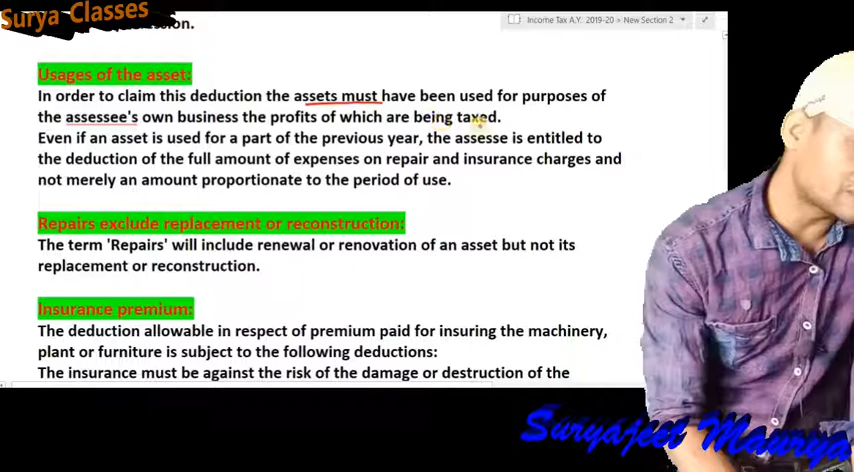 Surya Classes
ssion.
Income Tax A.Y. 2019-20 > New Section 2
Usages of the asset:
In order to claim this deduction the assets must have been used for purposes of
the assessee's own business the profits of which are being taxed.
Even if an asset is used for a part of the previous year, the assesse is entitled to
the deduction of the full amount of expenses on repair and insurance charges and
not merely an amount proportionate to the period of use.
Repairs exclude replacement or reconstruction:
The term 'Repairs' will include renewal or renovation of an asset but not its
replacement or reconstruction.
Insurance premium:
The deduction allowable in respect of premium paid for insuring the machinery,
plant or furniture is subject to the following deductions:
The insurance must be against the risk of the damage or destruction of the
Suryajeet Maurya